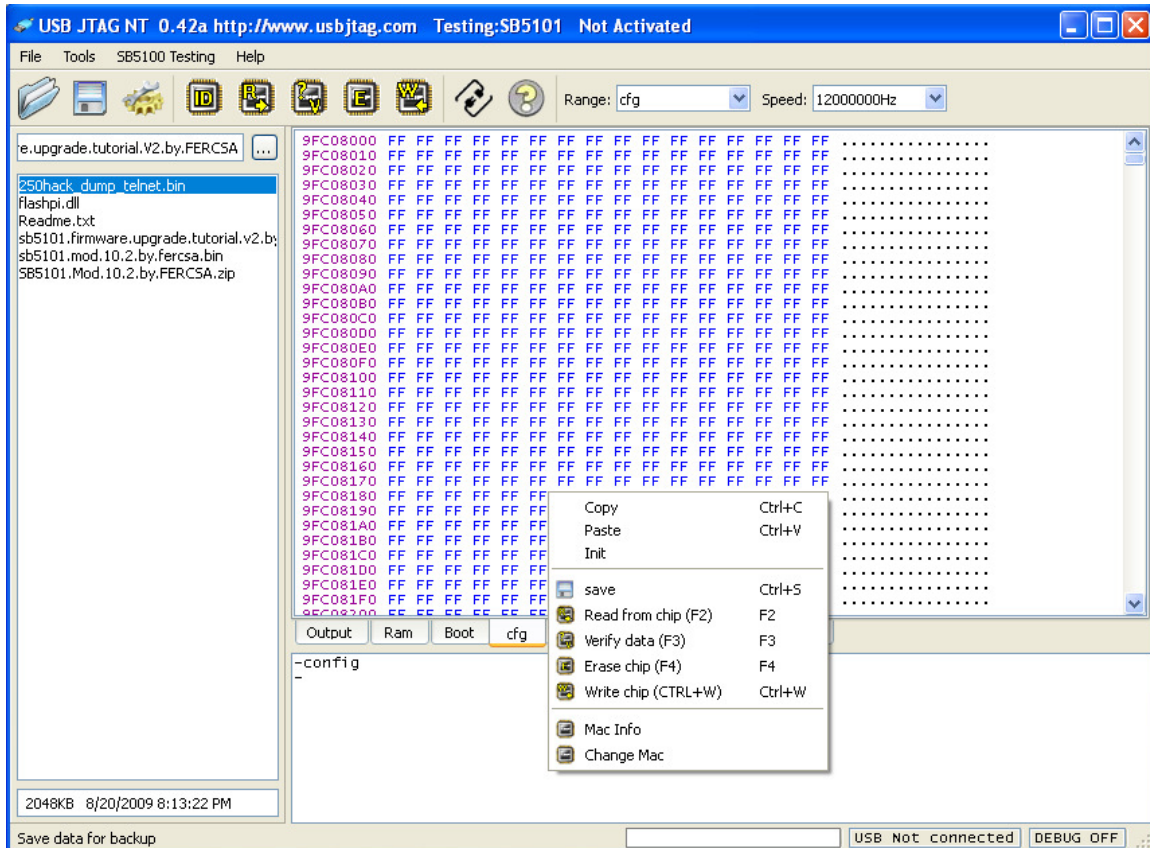 USB JTAG NT 0.42a http://www.usbjtag.com Testing:SB5101 Not Activated
File Tools SB5100 Testing Help
ID R V E W Range: cfg Speed: 12000000Hz
e.upgrade.tutorial.V2.by.FERCSA ...
250hack_dump_telnet.bin
flashpi.dll
Readme.txt
sb5101.firmware.upgrade.tutorial.v2.by
sb5101.mod.10.2.by.fercsa.bin
SB5101.Mod.10.2.by.FERCSA.zip
2048KB 8/20/2009 8:13:22 PM
9FC08000 FF FF FF FF FF FF FF FF FF FF FF FF FF FF FF FF ................
9FC08010 FF FF FF FF FF FF FF FF FF FF FF FF FF FF FF FF ................
9FC08020 FF FF FF FF FF FF FF FF FF FF FF FF FF FF FF FF ................
9FC08030 FF FF FF FF FF FF FF FF FF FF FF FF FF FF FF FF ................
9FC08040 FF FF FF FF FF FF FF FF FF FF FF FF FF FF FF FF ................
9FC08050 FF FF FF FF FF FF FF FF FF FF FF FF FF FF FF FF ................
9FC08060 FF FF FF FF FF FF FF FF FF FF FF FF FF FF FF FF ................
9FC08070 FF FF FF FF FF FF FF FF FF FF FF FF FF FF FF FF ................
9FC08080 FF FF FF FF FF FF FF FF FF FF FF FF FF FF FF FF ................
9FC08090 FF FF FF FF FF FF FF FF FF FF FF FF FF FF FF FF ................
9FC080A0 FF FF FF FF FF FF FF FF FF FF FF FF FF FF FF FF ................
9FC080B0 FF FF FF FF FF FF FF FF FF FF FF FF FF FF FF FF ................
9FC080C0 FF FF FF FF FF FF FF FF FF FF FF FF FF FF FF FF ................
9FC080D0 FF FF FF FF FF FF FF FF FF FF FF FF FF FF FF FF ................
9FC080E0 FF FF FF FF FF FF FF FF FF FF FF FF FF FF FF FF ................
9FC080F0 FF FF FF FF FF FF FF FF FF FF FF FF FF FF FF FF ................
9FC08100 FF FF FF FF FF FF FF FF FF FF FF FF FF FF FF FF ................
9FC08110 FF FF FF FF FF FF FF FF FF FF FF FF FF FF FF FF ................
9FC08120 FF FF FF FF FF FF FF FF FF FF FF FF FF FF FF FF ................
9FC08130 FF FF FF FF FF FF FF FF FF FF FF FF FF FF FF FF ................
9FC08140 FF FF FF FF FF FF FF FF FF FF FF FF FF FF FF FF ................
9FC08150 FF FF FF FF FF FF FF FF FF FF FF FF FF FF FF FF ................
9FC08160 FF FF FF FF FF FF FF FF FF FF FF FF FF FF FF FF ................
9FC08170 FF FF FF FF FF FF FF FF FF FF FF FF FF FF FF FF ................
9FC08180 FF FF FF FF FF FF ................
9FC08190 FF FF FF FF FF FF ................
9FC081A0 FF FF FF FF FF FF ................
9FC081B0 FF FF FF FF FF FF ................
9FC081C0 FF FF FF FF FF FF ................
9FC081D0 FF FF FF FF FF FF ................
9FC081E0 FF FF FF FF FF FF ................
9FC081F0 FF FF FF FF FF FF ................
9FC08200 FF FF FF FF FF FF
Output Ram Boot cfg
-config
-
Copy Ctrl+C
Paste Ctrl+V
Init
save Ctrl+S
Read from chip (F2) F2
Verify data (F3) F3
Erase chip (F4) F4
Write chip (CTRL+W) Ctrl+W
Mac Info
Change Mac
Save data for backup USB Not connected DEBUG OFF